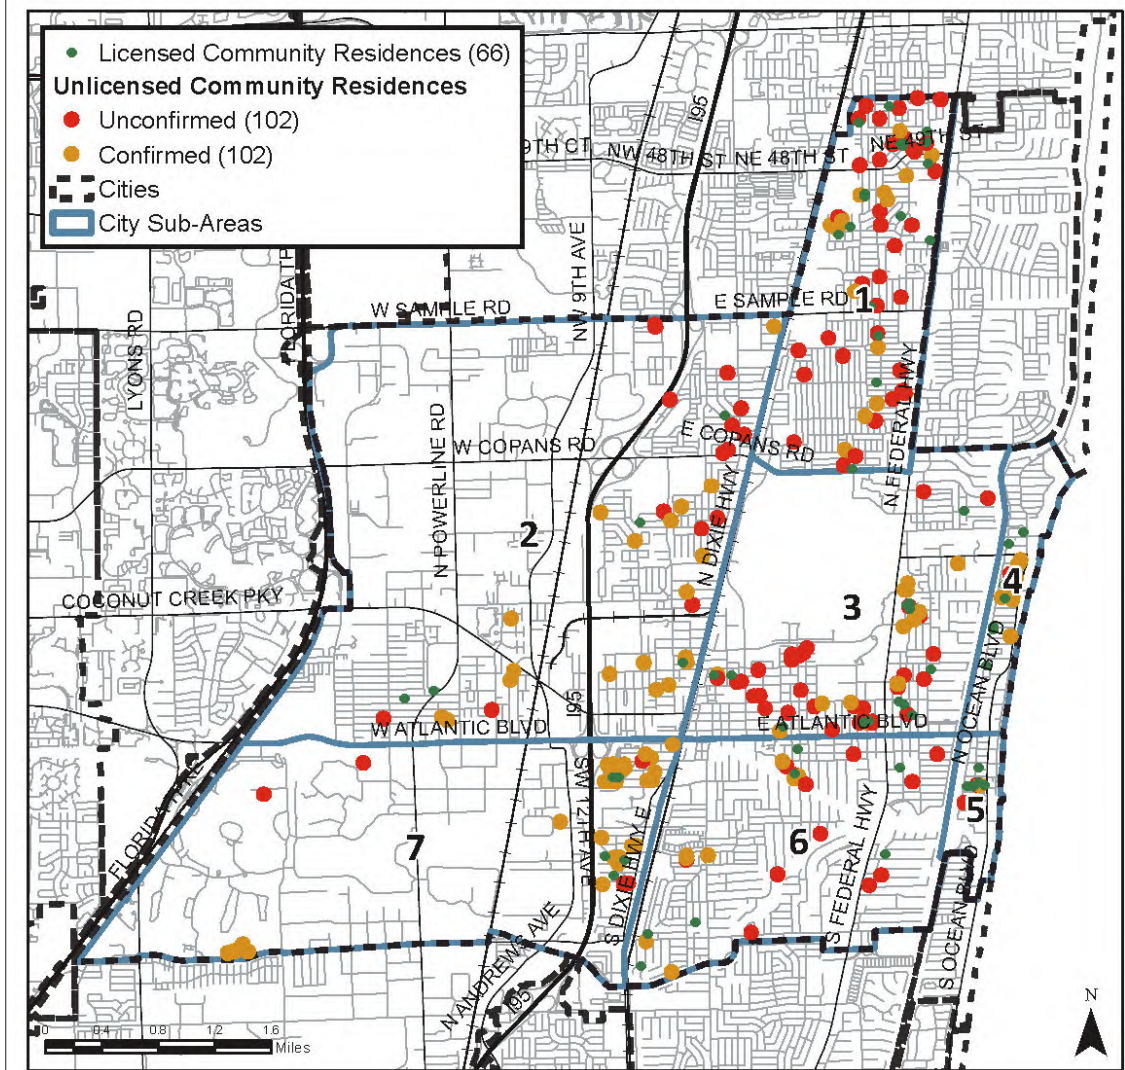 Licensed Community Residences (66)
Unlicensed Community Residences
Unconfirmed (102)
Confirmed (102)
Cities
City Sub-Areas
I95
9TH CT
NW 48TH ST
NE 48TH ST
NE 49TH ST
NW 9TH AVE
W SAMPLE RD
E SAMPLE RD
1
LYONS RD
N FEDERAL HWY
N POWERLINE RD
W COPANS RD
E COPANS RD
N DIXIE HWY
2
4
COCONUT CREEK PKY
3
I95
N OCEAN BLVD
W ATLANTIC BLVD
E ATLANTIC BLVD
SW 12TH AVE
5
7
S DIXIE HWY E
6
S FEDERAL HWY
S OCEAN BLVD
N ANDREWS AVE
I95
N
0 0.4 0.8 1.2 1.6
Miles